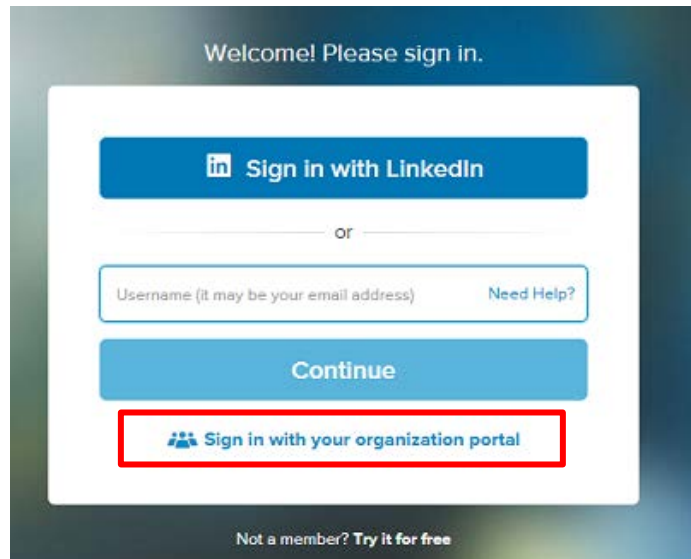 Welcome! Please sign in.
in Sign in with LinkedIn
or
Username (it may be your email address) Need Help?
Continue
Sign in with your organization portal
Not a member? Try it for free